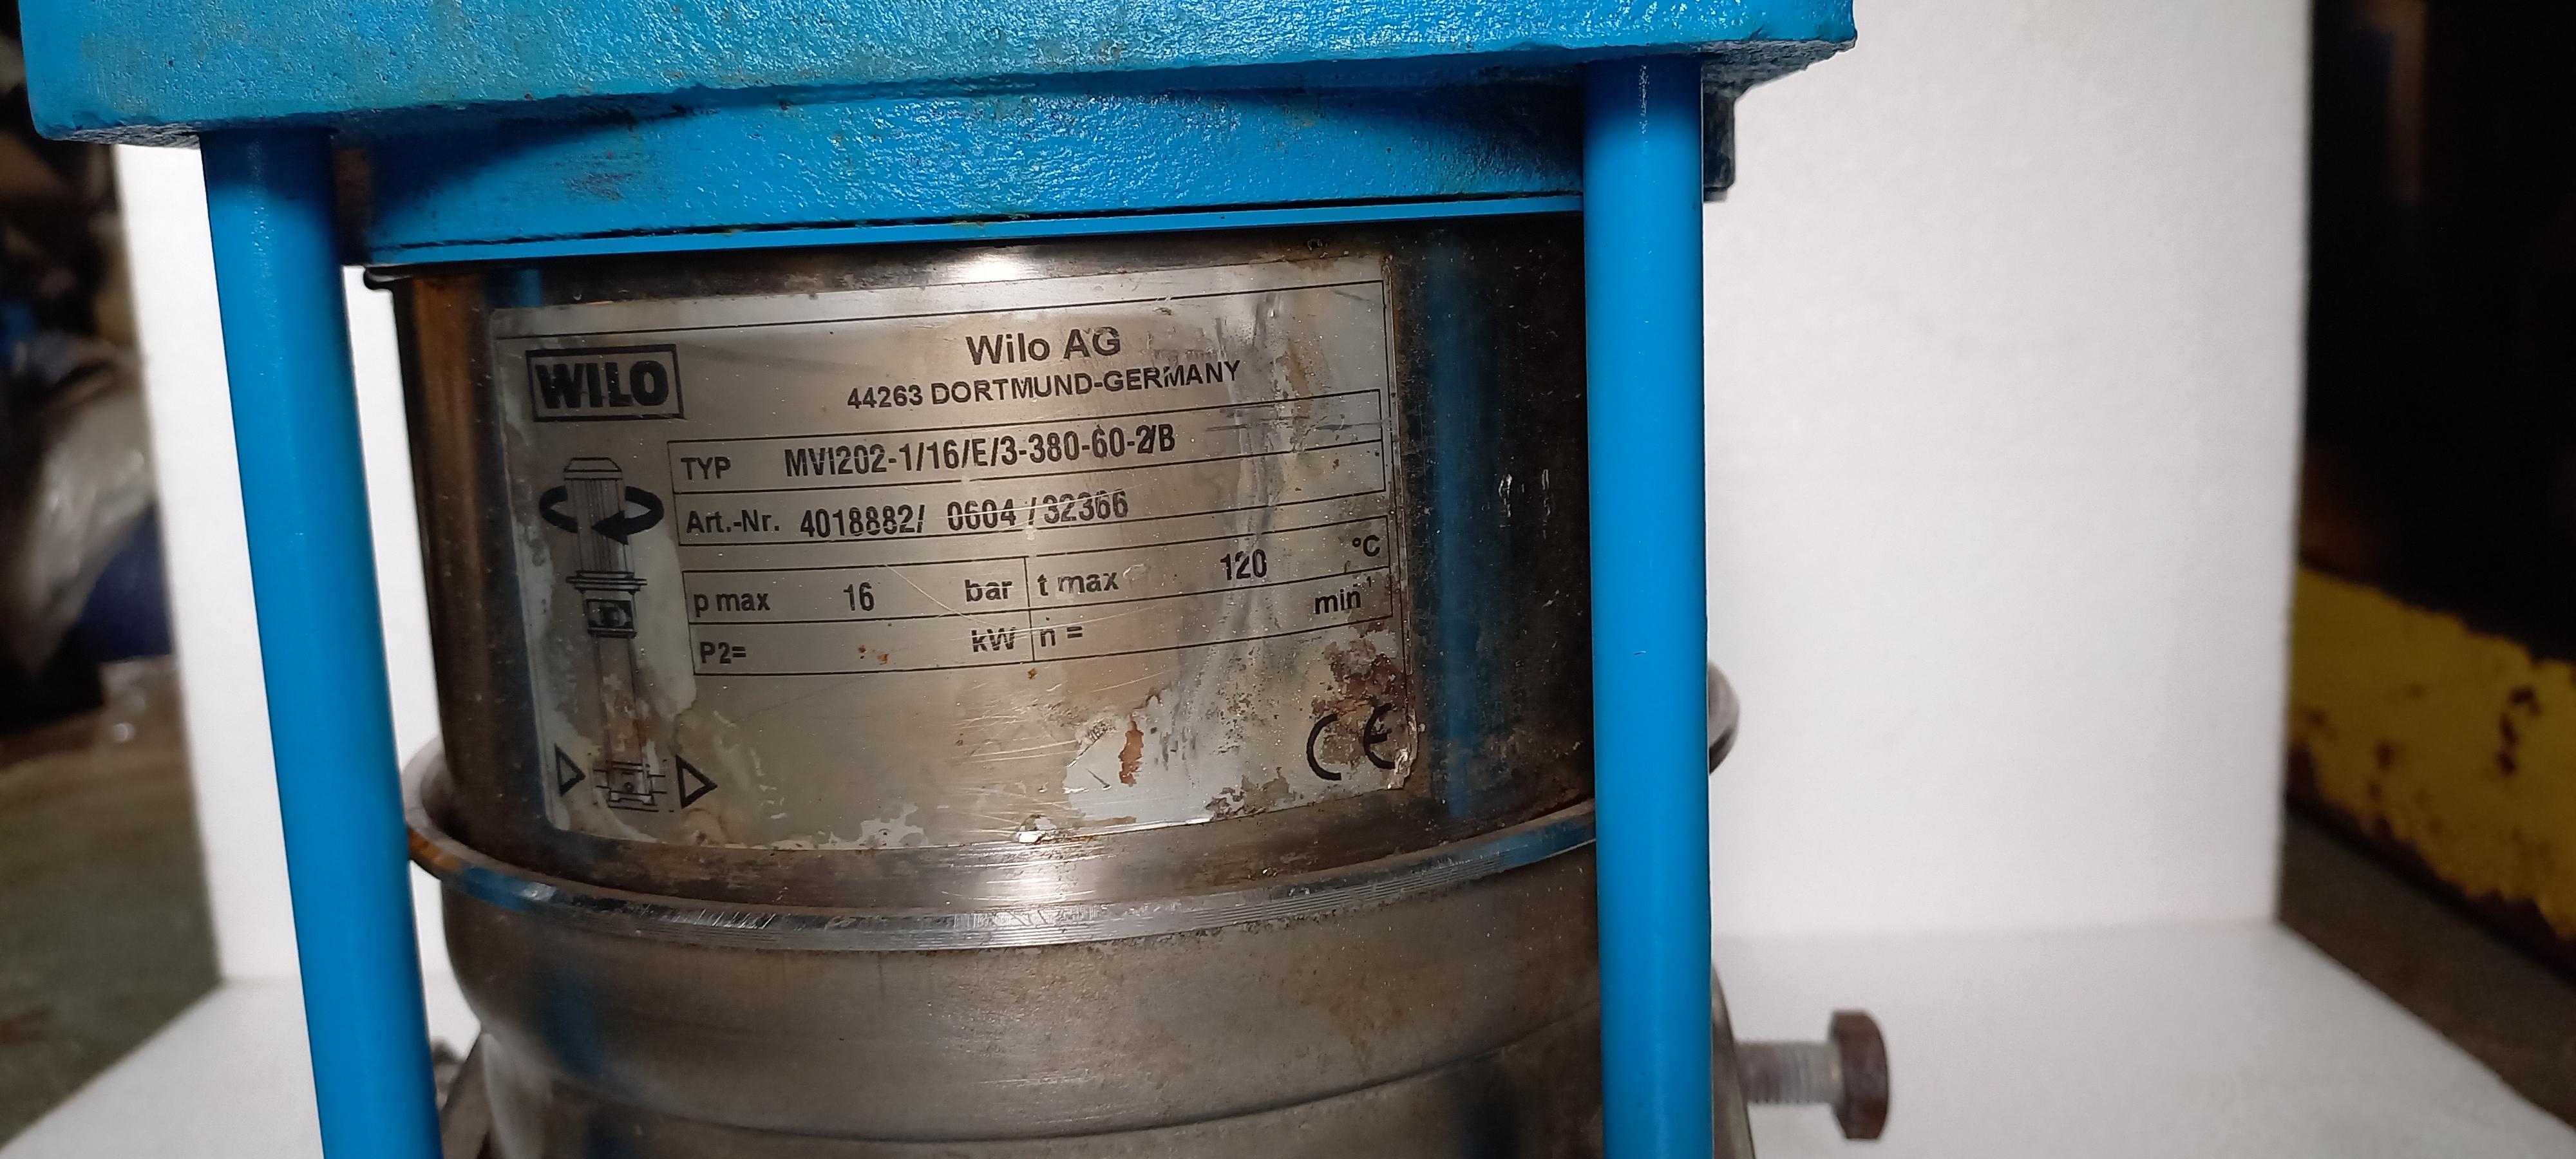 WILO
Wilo AG
44263 DORTMUND-GERMANY
TYP MVI202-1/16/E/3-380-60-2/B
Art.-Nr. 4018882/ 0604 /32366
p max 16 bar t max 120 °C
P2= kW n = min⁻¹
CE